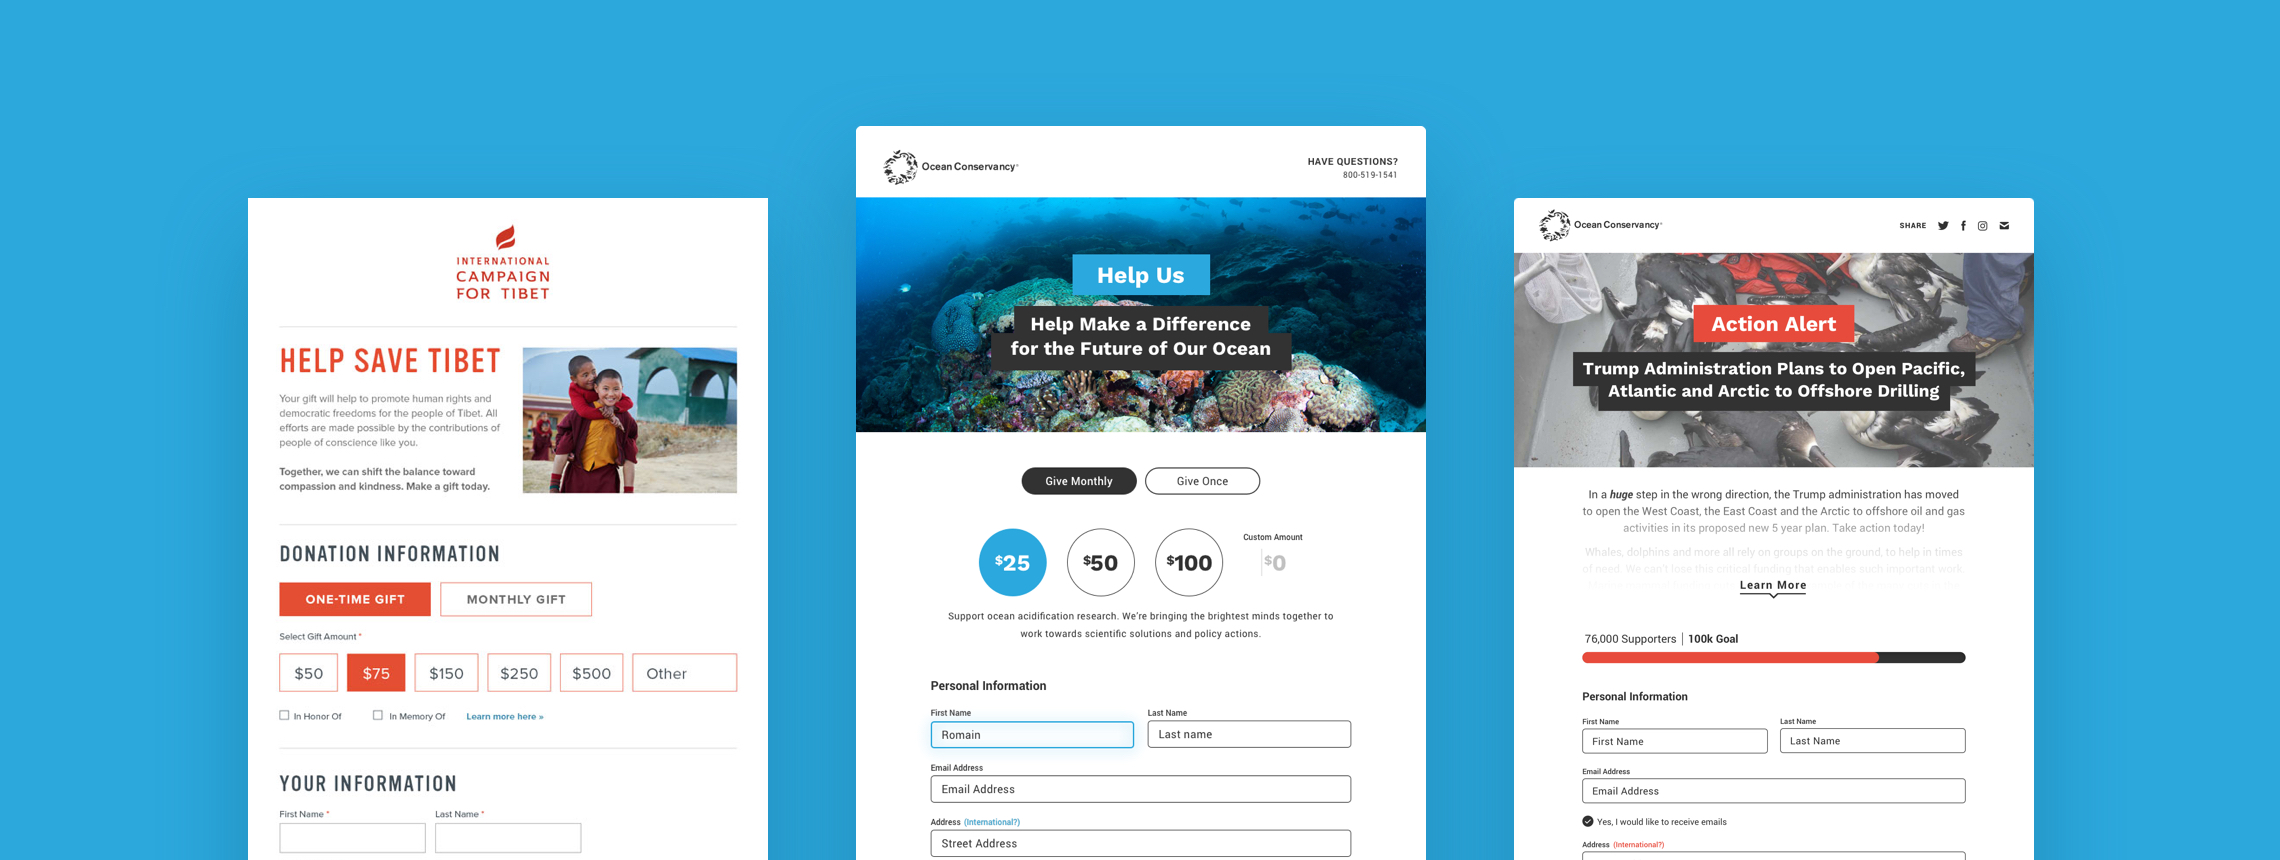 INTERNATIONAL
CAMPAIGN
FOR TIBET
HELP SAVE TIBET
Your gift will help to promote human rights and
democratic freedoms for the people of Tibet. All
efforts are made possible by the contributions of
people of conscience like you.
Together, we can shift the balance toward
compassion and kindness. Make a gift today.
DONATION INFORMATION
ONE-TIME GIFT
MONTHLY GIFT
Select Gift Amount *
$50
$75
$150
$250
$500
Other
In Honor Of
In Memory Of
Learn more here »
YOUR INFORMATION
First Name *
Last Name *
Ocean Conservancy
HAVE QUESTIONS?
800-519-1541
Help Us
Help Make a Difference
for the Future of Our Ocean
Give Monthly
Give Once
$25
$50
$100
Custom Amount
$0
Support ocean acidification research. We're bringing the brightest minds together to
work towards scientific solutions and policy actions.
Personal Information
First Name
Last Name
Romain
Last name
Email Address
Email Address
Address (International?)
Street Address
Ocean Conservancy
SHARE
Action Alert
Trump Administration Plans to Open Pacific,
Atlantic and Arctic to Offshore Drilling
In a huge step in the wrong direction, the Trump administration has moved
to open the West Coast, the East Coast and the Arctic to offshore oil and gas
activities in its proposed new 5 year plan. Take action today!
Whales, dolphins and more all rely on groups on the ground, to help in times
of need. We can't lose this critical funding that enables such important work.
Learn More
76,000 Supporters | 100k Goal
Personal Information
First Name
Last Name
First Name
Last Name
Email Address
Email Address
Yes, I would like to receive emails
Address (International?)